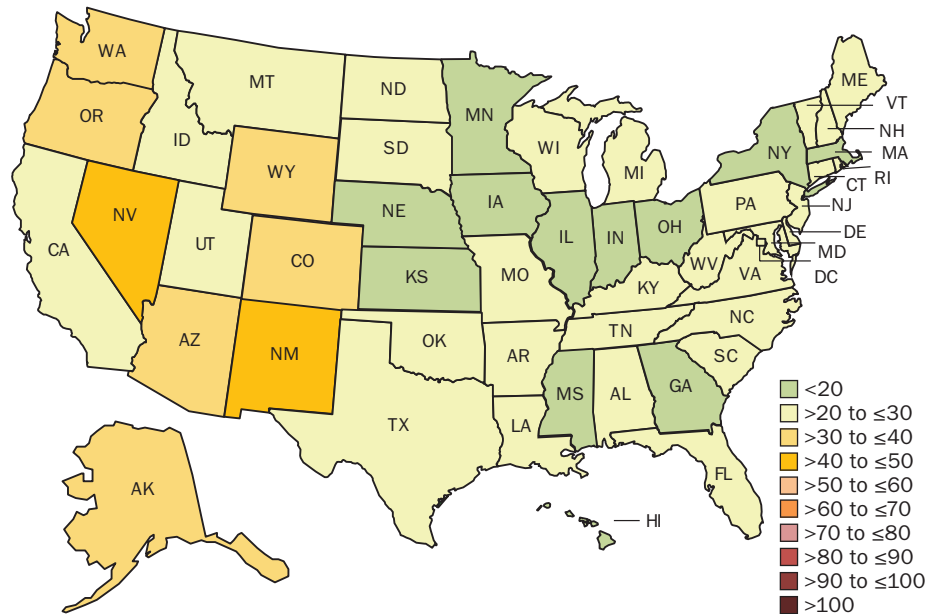 WA
MT
ND
ME
VT
OR
MN
ID
NH
SD
WI
NY
MA
WY
MI
RI
CT
IA
PA
NJ
NE
NV
OH
DE
IL
IN
UT
CA
MD
CO
WV
VA
KS
MO
DC
KY
NC
TN
AZ
OK
NM
AR
SC
MS
AL
GA
<20
>20 to ≤30
TX
LA
>30 to ≤40
>40 to ≤50
FL
>50 to ≤60
AK
>60 to ≤70
HI
>70 to ≤80
>80 to ≤90
>90 to ≤100
>100